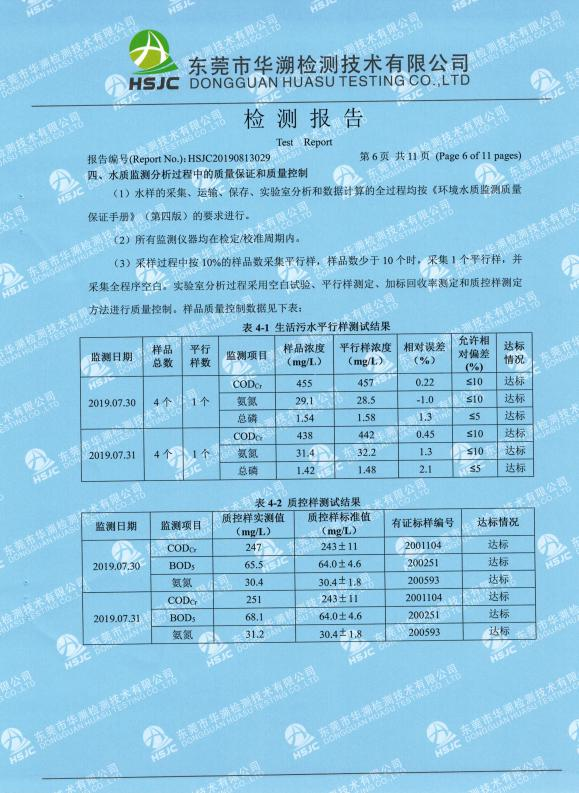 HSJC
东莞市华溯检测技术有限公司
DONGGUAN HUASU TESTING CO.,LTD
检 测 报 告
Test Report
报告编号(Report No.): HSJC20190813029 第 6 页 共 11 页 (Page 6 of 11 pages)
四、水质监测分析过程中的质量保证和质量控制
（1）水样的采集、运输、保存、实验室分析和数据计算的全过程均按《环境水质监测质量
保证手册》（第四版）的要求进行。
（2）所有监测仪器均在检定/校准周期内。
（3）采样过程中按 10%的样品数采集平行样，样品数少于 10 个时，采集 1 个平行样，并
采集全程序空白。实验室分析过程采用空白试验、平行样测定、加标回收率测定和质控样测定
方法进行质量控制。样品质量控制数据见下表：
表 4-1 生活污水平行样测试结果
监测日期 样品总数 平行样数 监测项目 样品浓度（mg/L） 平行样浓度（mg/L） 相对误差（%） 允许相对偏差(%) 达标情况
2019.07.30 4 个 1 个 CODCr 455 457 0.22 ≤10 达标
氨氮 29.1 28.5 -1.0 ≤10 达标
总磷 1.54 1.58 1.3 ≤5 达标
2019.07.31 4 个 1 个 CODCr 438 442 0.45 ≤10 达标
氨氮 31.4 32.2 1.3 ≤10 达标
总磷 1.42 1.48 2.1 ≤5 达标
表 4-2 质控样测试结果
监测日期 监测项目 质控样实测值（mg/L） 质控样标准值（mg/L） 有证标样编号 达标情况
2019.07.30 CODCr 247 243±11 2001104 达标
BOD5 65.5 64.0±4.6 200251 达标
氨氮 30.4 30.4±1.8 200593 达标
2019.07.31 CODCr 251 243±11 2001104 达标
BOD5 68.1 64.0±4.6 200251 达标
氨氮 31.2 30.4±1.8 200593 达标